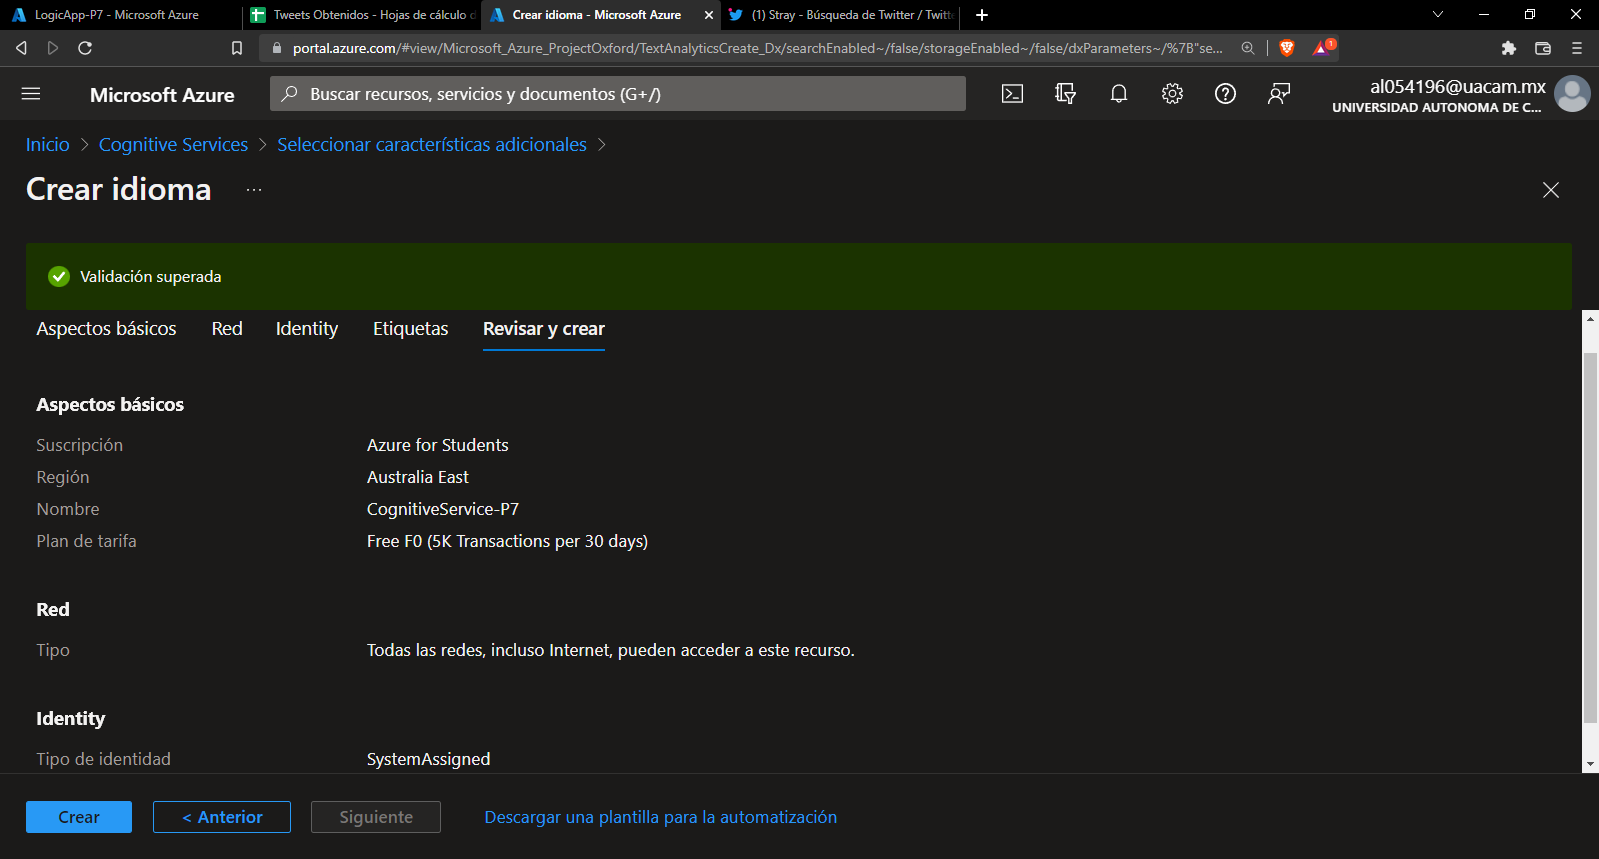 LogicApp-P7 - Microsoft Azure
Tweets Obtenidos - Hojas de cálculo d
Crear idioma - Microsoft Azure
(1) Stray - Búsqueda de Twitter / Twitte
portal.azure.com/#view/Microsoft_Azure_ProjectOxford/TextAnalyticsCreate_Dx/searchEnabled~/false/storageEnabled~/false/dxParameters~/%7B"se...
1
Microsoft Azure
Buscar recursos, servicios y documentos (G+/)
al054196@uacam.mx
UNIVERSIDAD AUTONOMA DE C...
Inicio > Cognitive Services > Seleccionar características adicionales >
Crear idioma ...
Validación superada
Aspectos básicos Red Identity Etiquetas Revisar y crear
Aspectos básicos
Suscripción Azure for Students
Región Australia East
Nombre CognitiveService-P7
Plan de tarifa Free F0 (5K Transactions per 30 days)
Red
Tipo Todas las redes, incluso Internet, pueden acceder a este recurso.
Identity
Tipo de identidad SystemAssigned
Crear < Anterior Siguiente Descargar una plantilla para la automatización